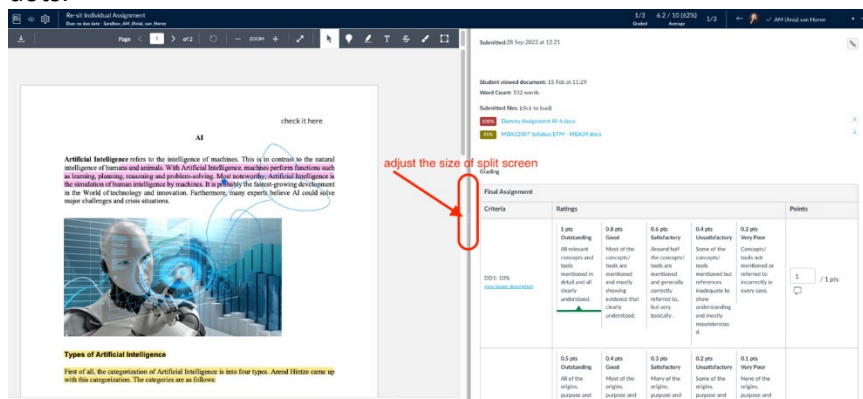 Re-sit Individual Assignment
Due: no due date - Sandbox_AM_(Ania)_van_Horne
1/3
Graded
6.2 / 10 (62%)
Average
1/3
AM (Ania) van Horne
Page
1
of 2
ZOOM
T
Submitted: 28 Sep 2023 at 12:21
Student viewed document: 15 Feb at 11:29
Word Count: 532 words
Submitted files: (click to load)
100% Dummy Assignment AI-4.docx
MBAS2007 Syllabus EFM - MBA39.docx
Grading
check it here
adjust the size of split screen
AI
Artificial Intelligence refers to the intelligence of machines. This is in contrast to the natural
intelligence of humans and animals. With Artificial Intelligence, machines perform functions such
as learning, planning, reasoning and problem-solving. Most noteworthy, Artificial Intelligence is
the simulation of human intelligence by machines. It is probably the fastest-growing development
in the World of technology and innovation. Furthermore, many experts believe AI could solve
major challenges and crisis situations.
Types of Artificial Intelligence
First of all, the categorization of Artificial Intelligence is into four types. Arend Hintze came up
with this categorization. The categories are as follows:
Final Assignment
Criteria
Ratings
Points
DD1: 10%
view longer description
1 pts
Outstanding
All relevant
concepts and
tools
mentioned in
detail and all
clearly
understood.
0.8 pts
Good
Most of the
concepts/
tools are
mentioned
and mostly
showing
evidence that
clearly
understood.
0.6 pts
Satisfactory
Around half
the concepts/
tools are
mentioned
and generally
correctly
referred to,
but very
basically.
0.4 pts
Unsatisfactory
Some of the
concepts/
tools
mentioned but
references
inadequate to
show
understanding
and mostly
misunderstoo
d.
0.2 pts
Very Poor
Concepts/
tools not
mentioned or
referred to
incorrectly in
every case.
1
/ 1 pts
0.5 pts
Outstanding
All of the
origins,
purpose and
0.4 pts
Good
Most of the
origins,
purpose and
0.3 pts
Satisfactory
Many of the
origins,
purpose and
0.2 pts
Unsatisfactory
Some of the
origins,
purpose and
0.1 pts
Very Poor
None of the
origins,
purpose and